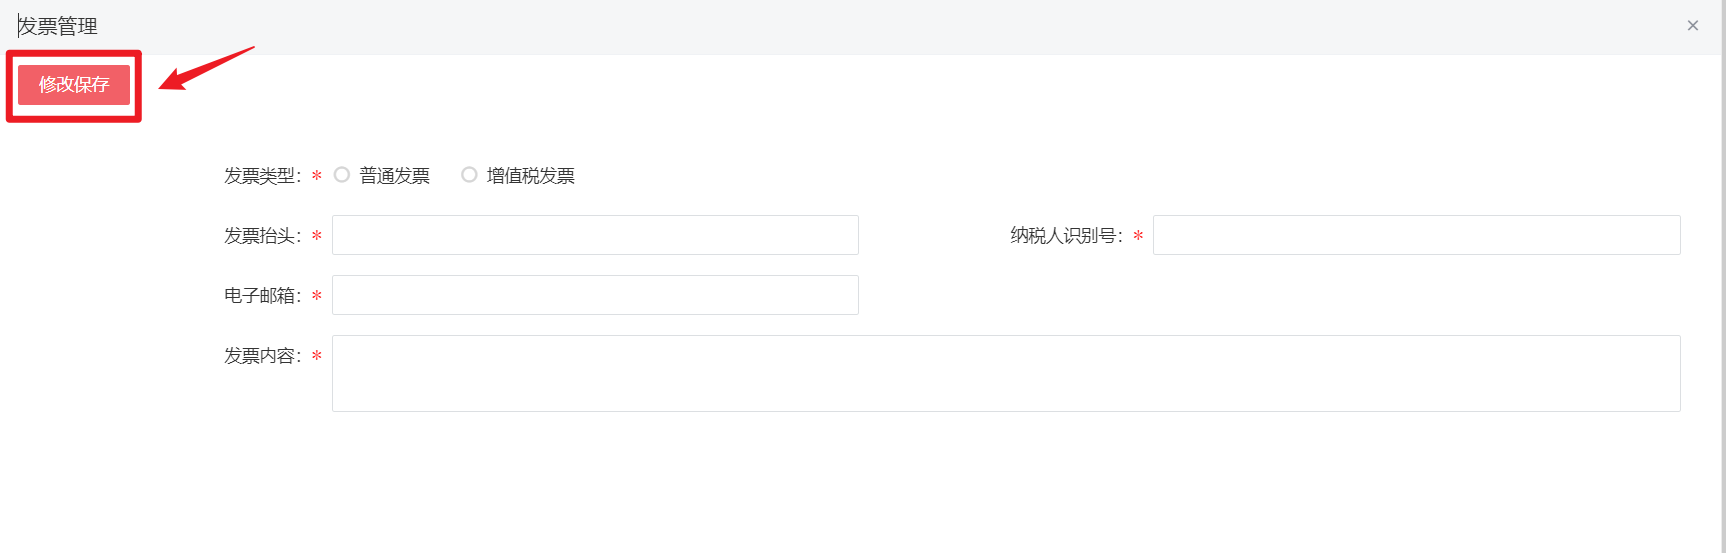 发票管理
修改保存
发票类型：* 普通发票 增值税发票
发票抬头：* 纳税人识别号：*
电子邮箱：*
发票内容：*